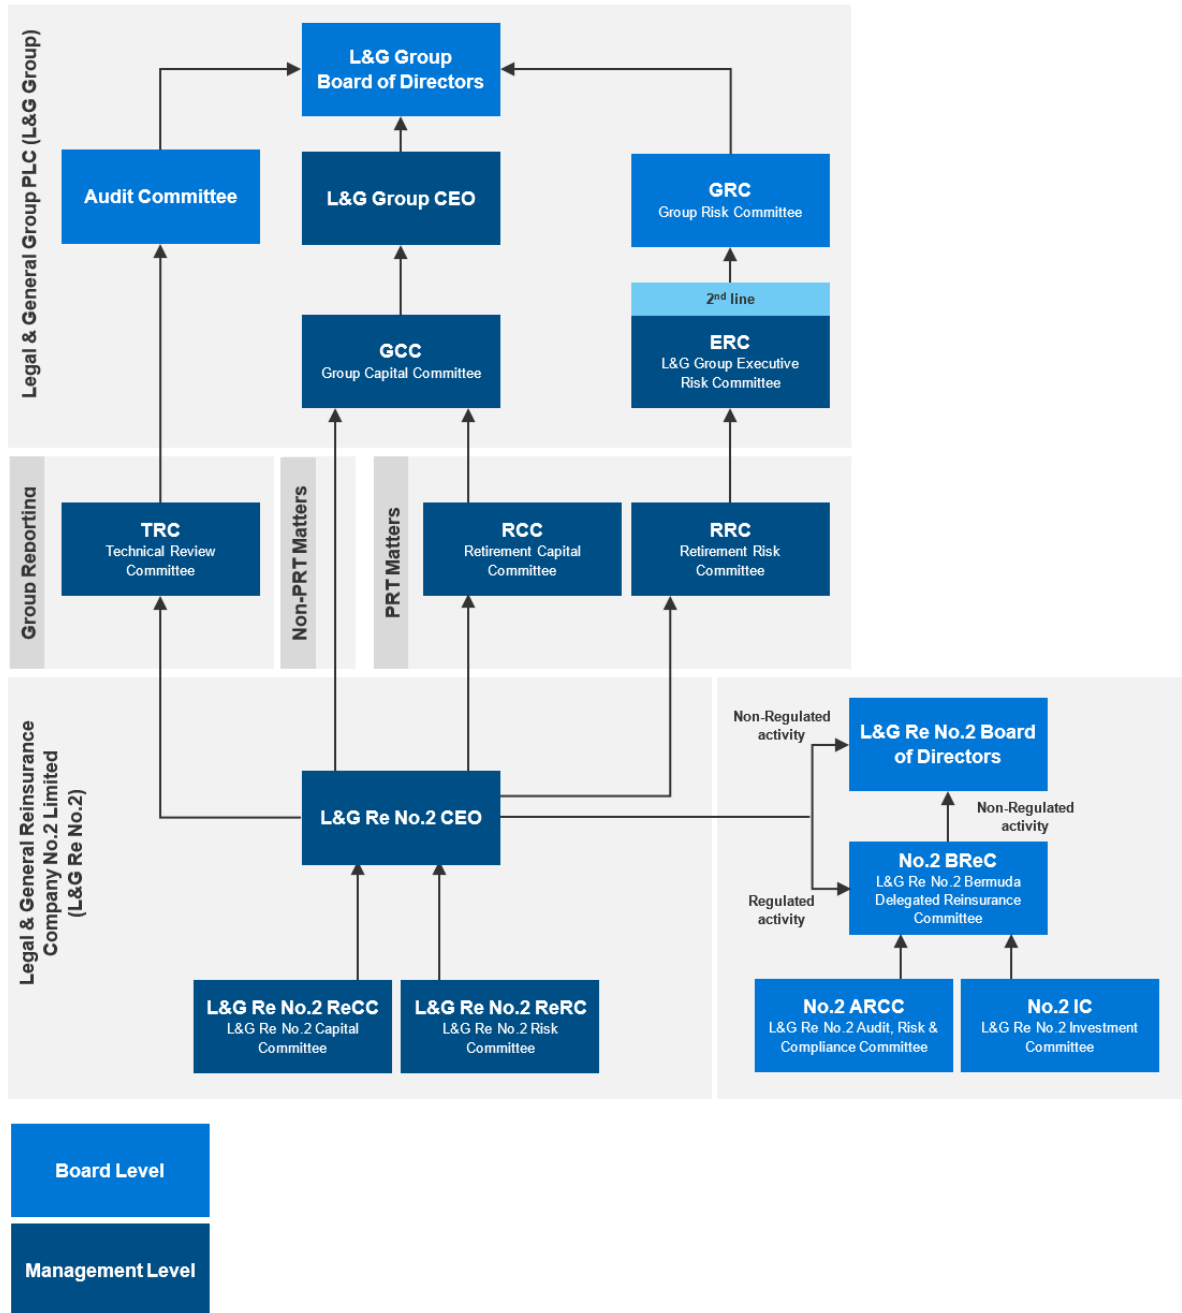 Legal & General Group PLC (L&G Group)
L&G Group
Board of Directors
Audit Committee
L&G Group CEO
GRC
Group Risk Committee
2nd line
GCC
Group Capital Committee
ERC
L&G Group Executive
Risk Committee
Group Reporting
TRC
Technical Review
Committee
Non-PRT Matters
PRT Matters
RCC
Retirement Capital
Committee
RRC
Retirement Risk
Committee
Legal & General Reinsurance
Company No.2 Limited
(L&G Re No.2)
L&G Re No.2 CEO
Non-Regulated
activity
L&G Re No.2 Board
of Directors
Non-Regulated
activity
Regulated
activity
No.2 BReC
L&G Re No.2 Bermuda
Delegated Reinsurance
Committee
L&G Re No.2 ReCC
L&G Re No.2 Capital
Committee
L&G Re No.2 ReRC
L&G Re No.2 Risk
Committee
No.2 ARCC
L&G Re No.2 Audit, Risk &
Compliance Committee
No.2 IC
L&G Re No.2 Investment
Committee
Board Level
Management Level